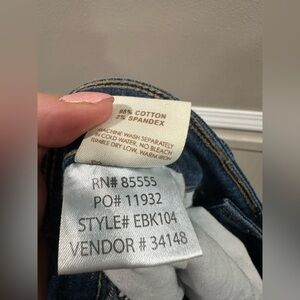 98% COTTON
2% SPANDEX
MACHINE WASH SEPARATELY
IN COLD WATER, NO BLEACH
TUMBLE DRY LOW, WARM IRON
RN# 85555
PO# 11932
STYLE# EBK104
VENDOR # 34148